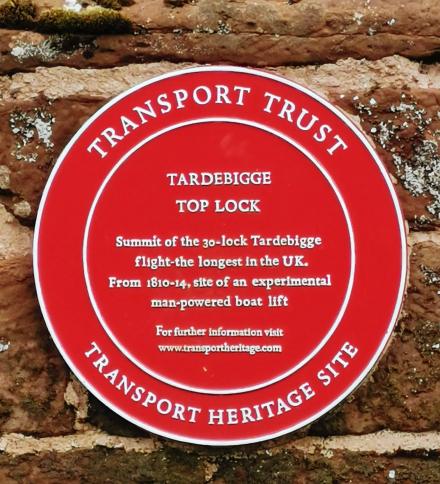 TRANSPORT TRUST
TARDEBIGGE
TOP LOCK
Summit of the 30-lock Tardebigge
flight-the longest in the UK.
From 1810-14, site of an experimental
man-powered boat lift
For further information visit
www.transportheritage.com
TRANSPORT HERITAGE SITE